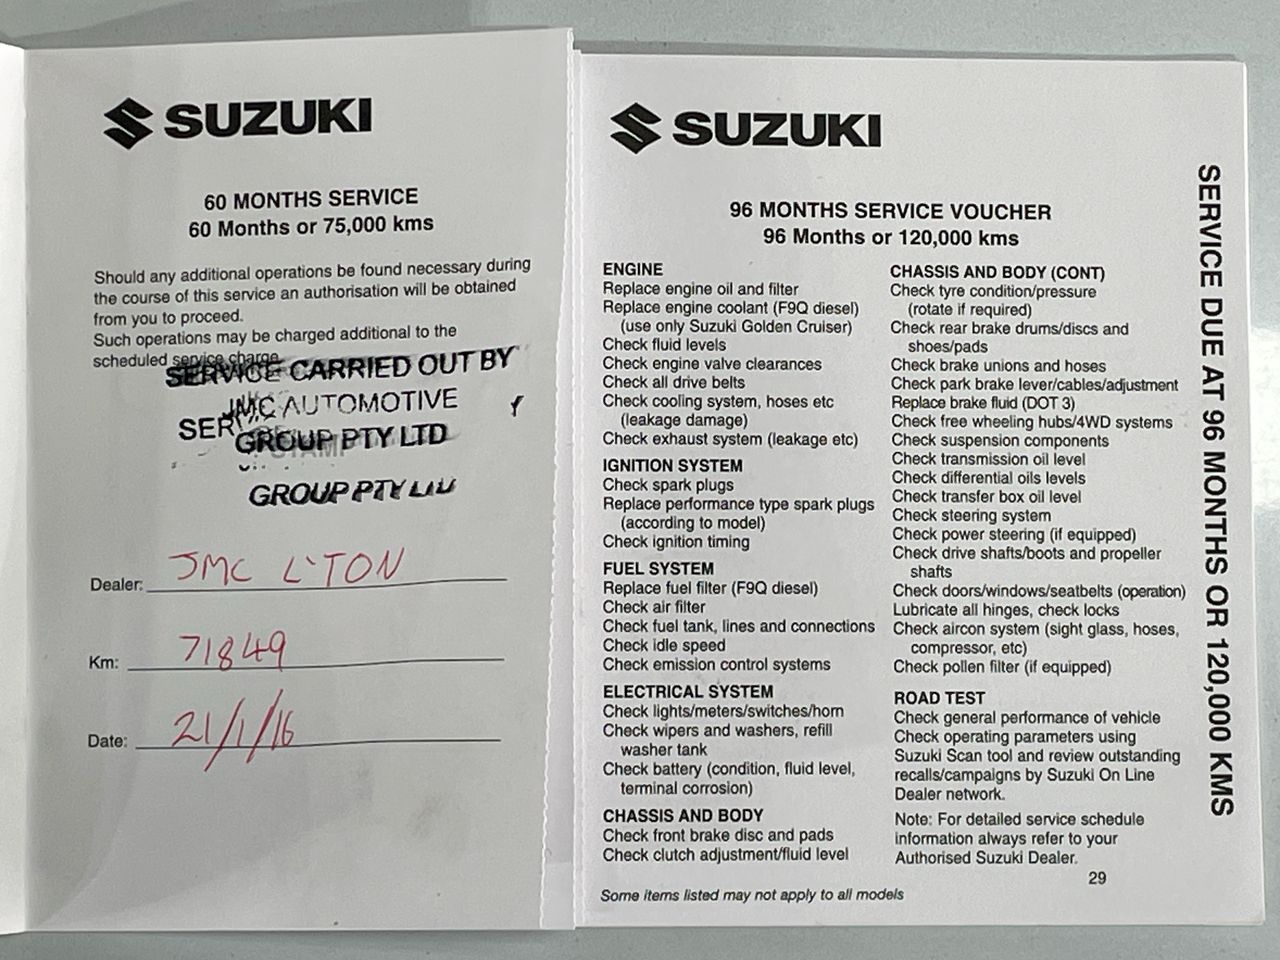 SUZUKI
60 MONTHS SERVICE
60 Months or 75,000 kms
Should any additional operations be found necessary during
the course of this service an authorisation will be obtained
from you to proceed.
Such operations may be charged additional to the
scheduled service charge.
SERVICE CARRIED OUT BY
JMC AUTOMOTIVE
GROUP PTY LTD
STAMP
GROUP PTY LTD
Dealer: JMC L'TON
Km: 71849
Date: 21/1/16
SUZUKI
96 MONTHS SERVICE VOUCHER
96 Months or 120,000 kms
ENGINE
Replace engine oil and filter
Replace engine coolant (F9Q diesel)
(use only Suzuki Golden Cruiser)
Check fluid levels
Check engine valve clearances
Check all drive belts
Check cooling system, hoses etc
(leakage damage)
Check exhaust system (leakage etc)
IGNITION SYSTEM
Check spark plugs
Replace performance type spark plugs
(according to model)
Check ignition timing
FUEL SYSTEM
Replace fuel filter (F9Q diesel)
Check air filter
Check fuel tank, lines and connections
Check idle speed
Check emission control systems
ELECTRICAL SYSTEM
Check lights/meters/switches/horn
Check wipers and washers, refill
washer tank
Check battery (condition, fluid level,
terminal corrosion)
CHASSIS AND BODY
Check front brake disc and pads
Check clutch adjustment/fluid level
CHASSIS AND BODY (CONT)
Check tyre condition/pressure
(rotate if required)
Check rear brake drums/discs and
shoes/pads
Check brake unions and hoses
Check park brake lever/cables/adjustment
Replace brake fluid (DOT 3)
Check free wheeling hubs/4WD systems
Check suspension components
Check transmission oil level
Check differential oils levels
Check transfer box oil level
Check steering system
Check power steering (if equipped)
Check drive shafts/boots and propeller
shafts
Check doors/windows/seatbelts (operation)
Lubricate all hinges, check locks
Check aircon system (sight glass, hoses,
compressor, etc)
Check pollen filter (if equipped)
ROAD TEST
Check general performance of vehicle
Check operating parameters using
Suzuki Scan tool and review outstanding
recalls/campaigns by Suzuki On Line
Dealer network.
Note: For detailed service schedule
information always refer to your
Authorised Suzuki Dealer.
29
Some items listed may not apply to all models
SERVICE DUE AT 96 MONTHS OR 120,000 KMS